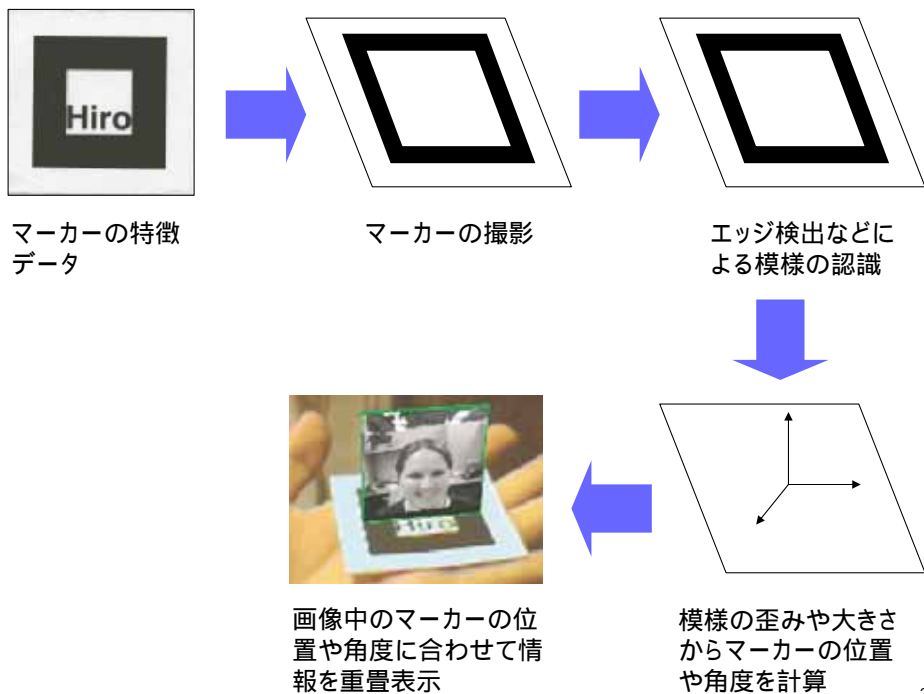 Hiro
マーカーの特徴
データ
マーカーの撮影
エッジ検出などに
よる模様の認識
Hiro
画像中のマーカーの位
置や角度に合わせて情
報を重畳表示
模様の歪みや大きさ
からマーカーの位置
や角度を計算